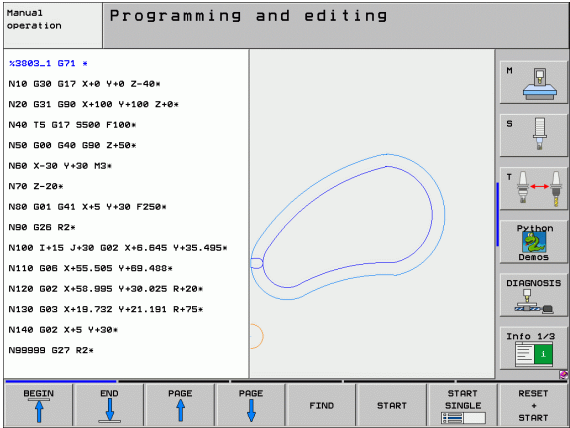 Manual
operation
Programming and editing
%3803_1 G71 *
N10 G30 G17 X+0 Y+0 Z-40*
N20 G31 G90 X+100 Y+100 Z+0*
N40 T5 G17 S500 F100*
N50 G00 G40 G90 Z+50*
N60 X-30 Y+30 M3*
N70 Z-20*
N80 G01 G41 X+5 Y+30 F250*
N90 G26 R2*
N100 I+15 J+30 G02 X+6.645 Y+35.495*
N110 G06 X+55.505 Y+69.488*
N120 G02 X+58.995 Y+30.025 R+20*
N130 G03 X+19.732 Y+21.191 R+75*
N140 G02 X+5 Y+30*
N99999 G27 R2*
M
S
T
Python
Demos
DIAGNOSIS
Info 1/3
i
BEGIN
END
PAGE
PAGE
FIND
START
START
SINGLE
RESET
+
START